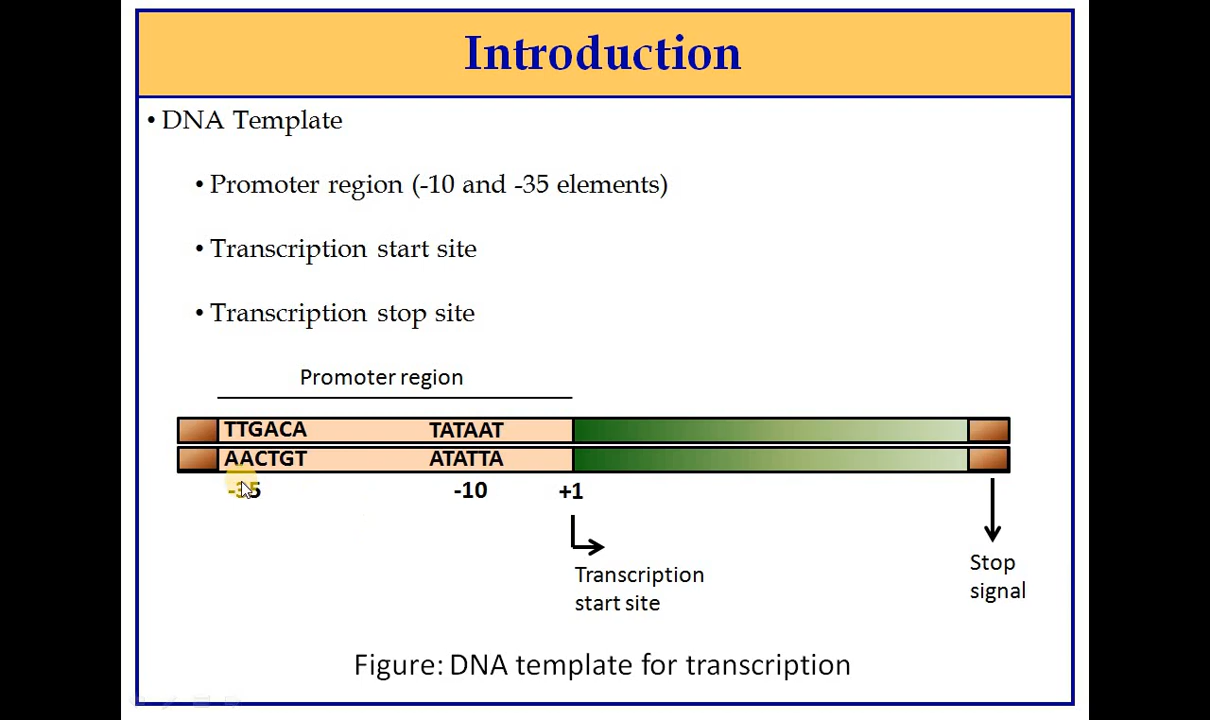 Introduction
• DNA Template
• Promoter region (-10 and -35 elements)
• Transcription start site
• Transcription stop site
Promoter region
TTGACA TATAAT
AACTGT ATATTA
-35 -10 +1
Transcription
start site
Stop
signal
Figure: DNA template for transcription